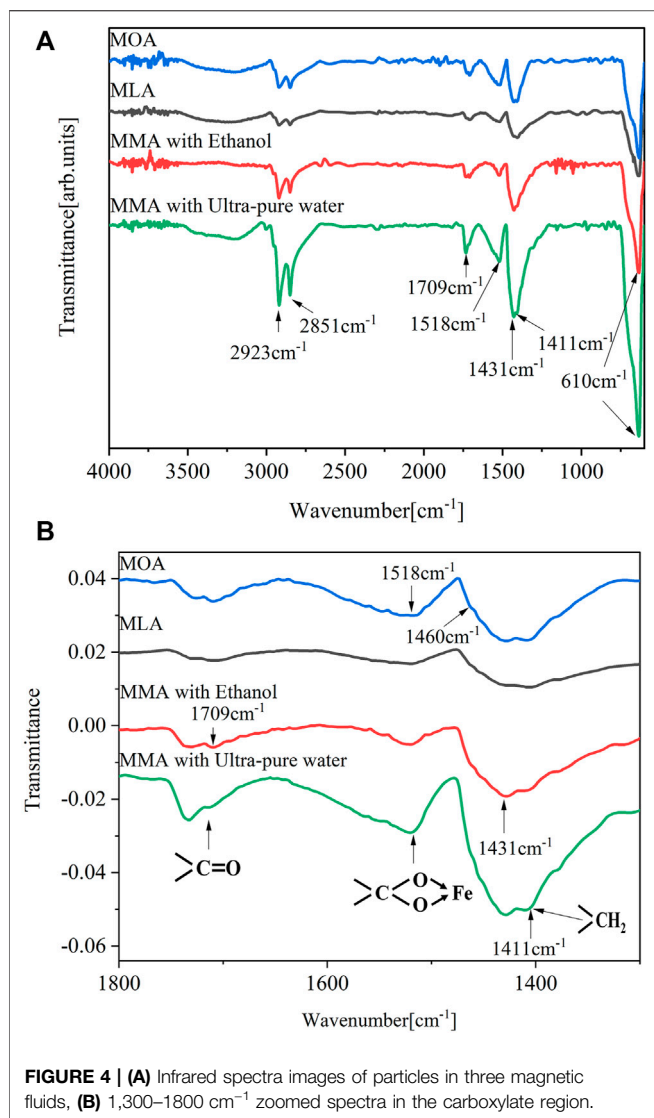 A
MOA
MLA
MMA with Ethanol
MMA with Ultra-pure water
2923cm⁻¹
2851cm⁻¹
1709cm⁻¹
1518cm⁻¹
1431cm⁻¹
1411cm⁻¹
610cm⁻¹
Transmittance[arb.units]
4000 3500 3000 2500 2000 1500 1000
Wavenumber[cm⁻¹]
B
MOA
1518cm⁻¹
1460cm⁻¹
MLA
MMA with Ethanol
1709cm⁻¹
MMA with Ultra-pure water
1431cm⁻¹
C=O
O
C Fe
O
CH₂
1411cm⁻¹
0.04
0.02
0.00
-0.02
-0.04
-0.06
Transmittance
1800 1600 1400
Wavenumber[cm⁻¹]
FIGURE 4 | (A) Infrared spectra images of particles in three magnetic
fluids, (B) 1,300–1800 cm⁻¹ zoomed spectra in the carboxylate region.